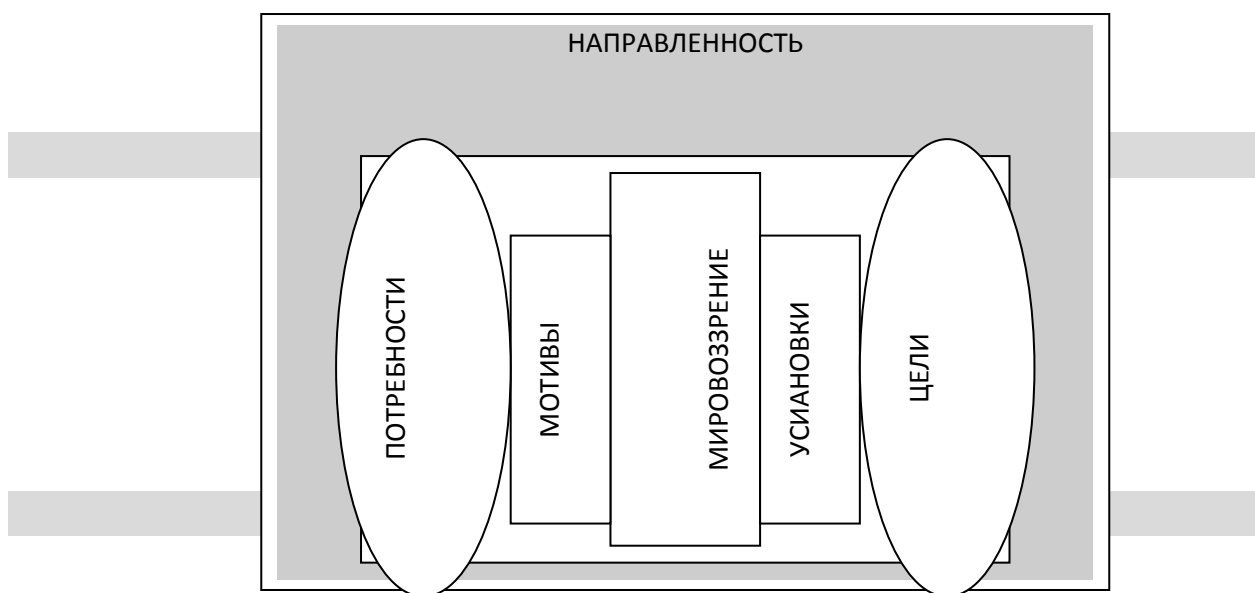 НАПРАВЛЕННОСТЬ
ПОТРЕБНОСТИ
МОТИВЫ
МИРОВОЗЗРЕНИЕ
УСИАНОВКИ
ЦЕЛИ